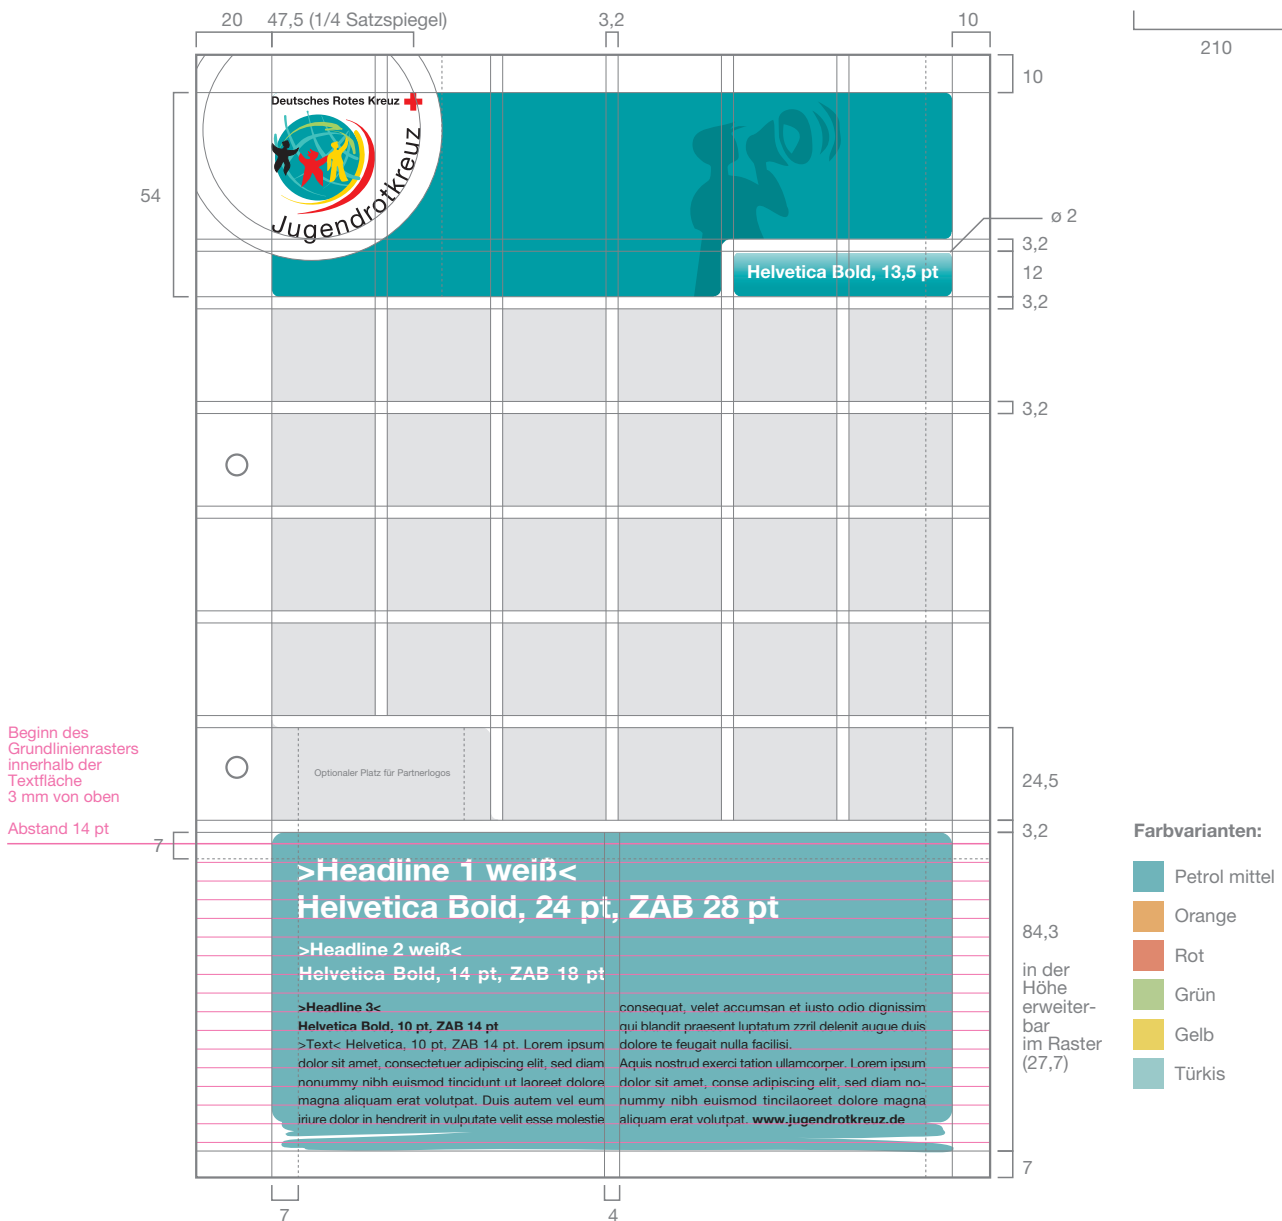 20
47,5 (1/4 Satzspiegel)
3,2
10
210
10
Deutsches Rotes Kreuz
Jugendrotkreuz
54
ø 2
3,2
12
3,2
Helvetica Bold, 13,5 pt
3,2
Beginn des
Grundlinienrasters
innerhalb der
Textfläche
3 mm von oben
Abstand 14 pt
7
Optionaler Platz für Partnerlogos
24,5
3,2
>Headline 1 weiß<
Helvetica Bold, 24 pt, ZAB 28 pt
>Headline 2 weiß<
Helvetica Bold, 14 pt, ZAB 18 pt
>Headline 3<
Helvetica Bold, 10 pt, ZAB 14 pt
>Text< Helvetica, 10 pt, ZAB 14 pt. Lorem ipsum
dolor sit amet, consectetuer adipiscing elit, sed diam
nonummy nibh euismod tincidunt ut laoreet dolore
magna aliquam erat volutpat. Duis autem vel eum
iriure dolor in hendrerit in vulputate velit esse molestie
consequat, velet accumsan et iusto odio dignissim
qui blandit praesent luptatum zzril delenit augue duis
dolore te feugait nulla facilisi.
Aquis nostrud exerci tation ullamcorper. Lorem ipsum
dolor sit amet, conse adipiscing elit, sed diam no-
nummy nibh euismod tincilaoreet dolore magna
aliquam erat volutpat. www.jugendrotkreuz.de
84,3
in der
Höhe
erweiter-
bar
im Raster
(27,7)
7
7
4
Farbvarianten:
Petrol mittel
Orange
Rot
Grün
Gelb
Türkis